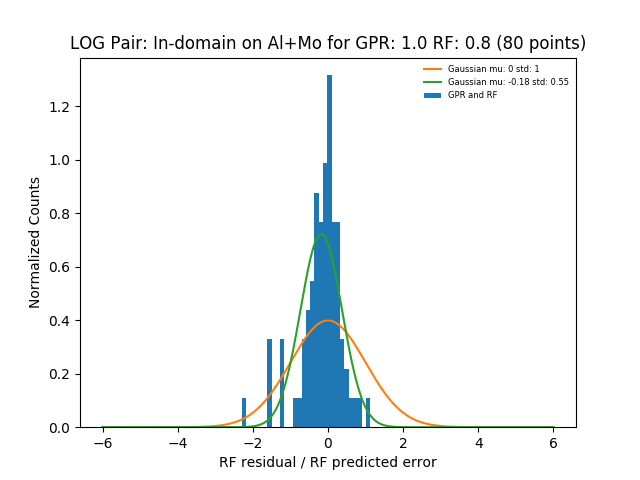 LOG Pair: In-domain on Al+Mo for GPR: 1.0 RF: 0.8 (80 points)
Gaussian mu: 0 std: 1
Gaussian mu: -0.18 std: 0.55
GPR and RF
Normalized Counts
1.2
1.0
0.8
0.6
0.4
0.2
0.0
−6 −4 −2 0 2 4 6
RF residual / RF predicted error